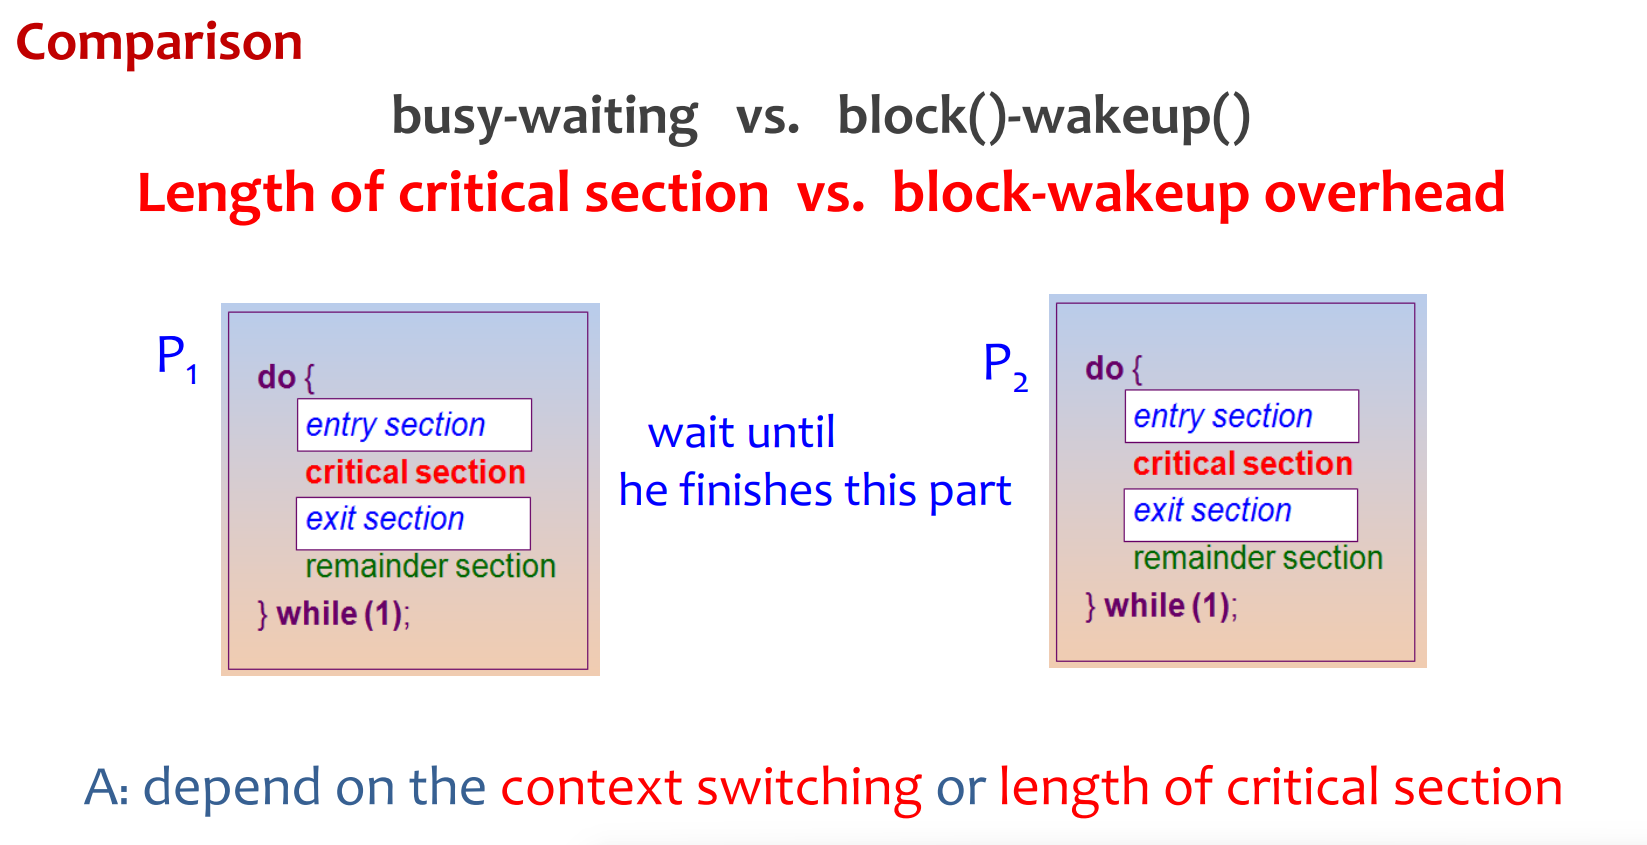 Comparison
busy-waiting vs. block()-wakeup()
Length of critical section vs. block-wakeup overhead
P1
do {
entry section
critical section
exit section
remainder section
} while (1);
wait until
he finishes this part
P2
do {
entry section
critical section
exit section
remainder section
} while (1);
A: depend on the context switching or length of critical section